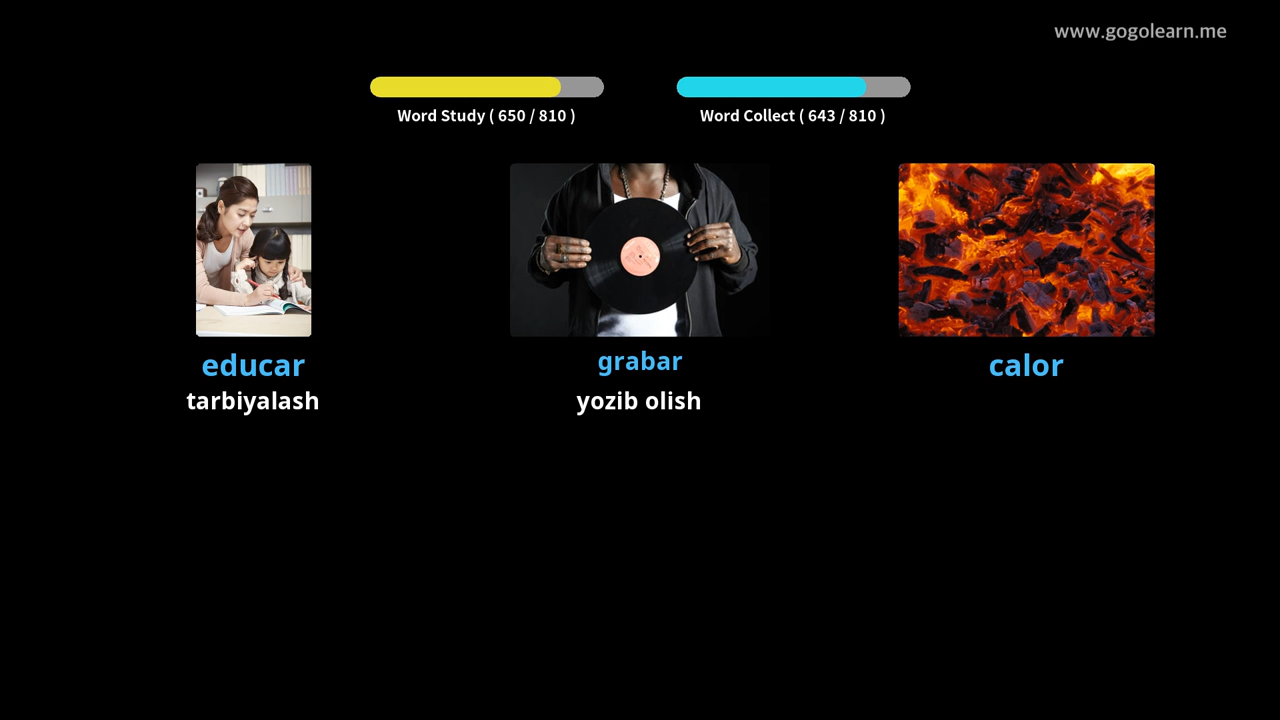 www.gogolearn.me
Word Study ( 650 / 810 )
Word Collect ( 643 / 810 )
educar
grabar
calor
tarbiyalash
yozib olish